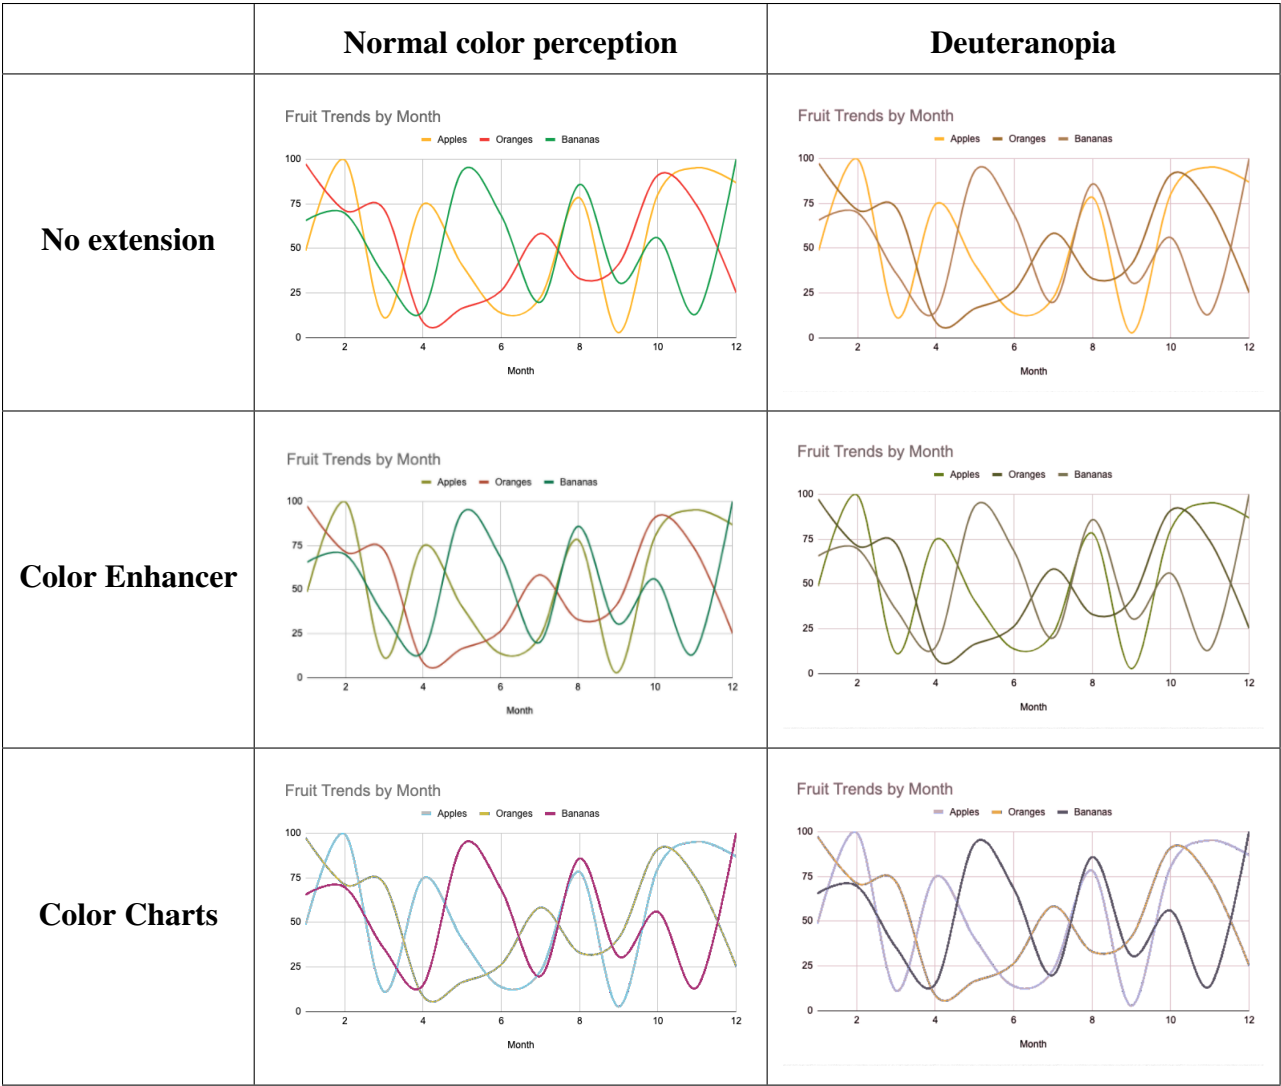 Normal color perception Deuteranopia
No extension
Fruit Trends by Month
Apples Oranges Bananas
100
75
50
25
0
2 4 6 8 10 12
Month
Fruit Trends by Month
Apples Oranges Bananas
100
75
50
25
0
2 4 6 8 10 12
Month
Color Enhancer
Fruit Trends by Month
Apples Oranges Bananas
100
75
50
25
0
2 4 6 8 10 12
Month
Fruit Trends by Month
Apples Oranges Bananas
100
75
50
25
0
2 4 6 8 10 12
Month
Color Charts
Fruit Trends by Month
Apples Oranges Bananas
100
75
50
25
0
2 4 6 8 10 12
Month
Fruit Trends by Month
Apples Oranges Bananas
100
75
50
25
0
2 4 6 8 10 12
Month